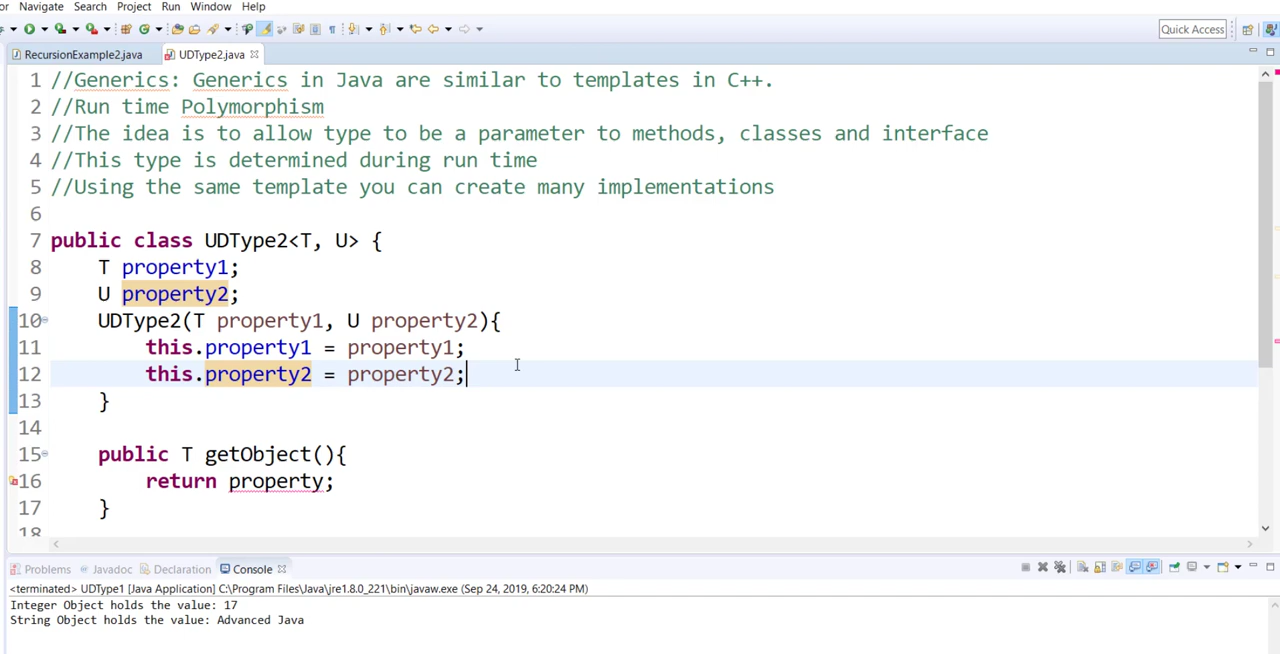 or Navigate Search Project Run Window Help
Quick Access
RecursionExample2.java UDType2.java
1 //Generics: Generics in Java are similar to templates in C++.
2 //Run time Polymorphism
3 //The idea is to allow type to be a parameter to methods, classes and interface
4 //This type is determined during run time
5 //Using the same template you can create many implementations
6
7 public class UDType2<T, U> {
8 T property1;
9 U property2;
10 UDType2(T property1, U property2){
11 this.property1 = property1;
12 this.property2 = property2;
13 }
14
15 public T getObject(){
16 return property;
17 }
18
Problems Javadoc Declaration Console
<terminated> UDType1 [Java Application] C:\Program Files\Java\jre1.8.0_221\bin\javaw.exe (Sep 24, 2019, 6:20:24 PM)
Integer Object holds the value: 17
String Object holds the value: Advanced Java